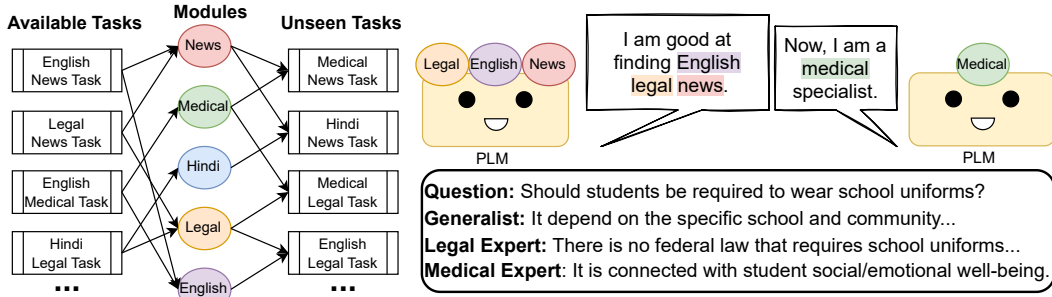 Available Tasks
Modules
Unseen Tasks
English
News Task
Legal
News Task
English
Medical Task
Hindi
Legal Task
...
News
Medical
Hindi
Legal
English
Medical
News Task
Hindi
News Task
Medical
Legal Task
English
Legal Task
...
Legal
English
News
PLM
I am good at
finding English
legal news.
Now, I am a
medical
specialist.
Medical
PLM
Question: Should students be required to wear school uniforms?
Generalist: It depend on the specific school and community...
Legal Expert: There is no federal law that requires school uniforms...
Medical Expert: It is connected with student social/emotional well-being.